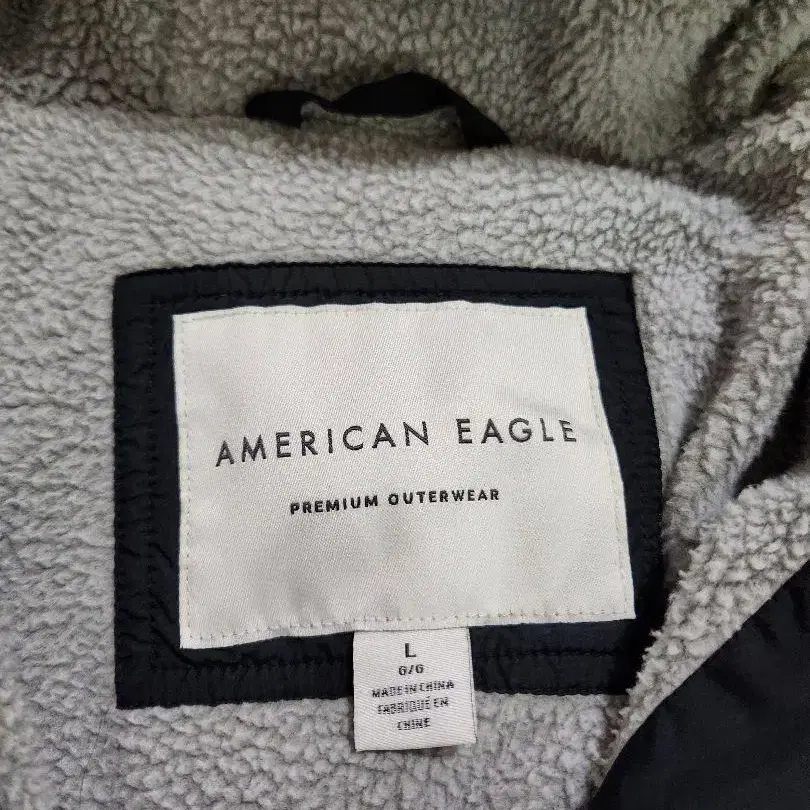 AMERICAN EAGLE
PREMIUM OUTERWEAR
L
G/G
MADE IN CHINA
FABRIQUÉ EN
CHINE